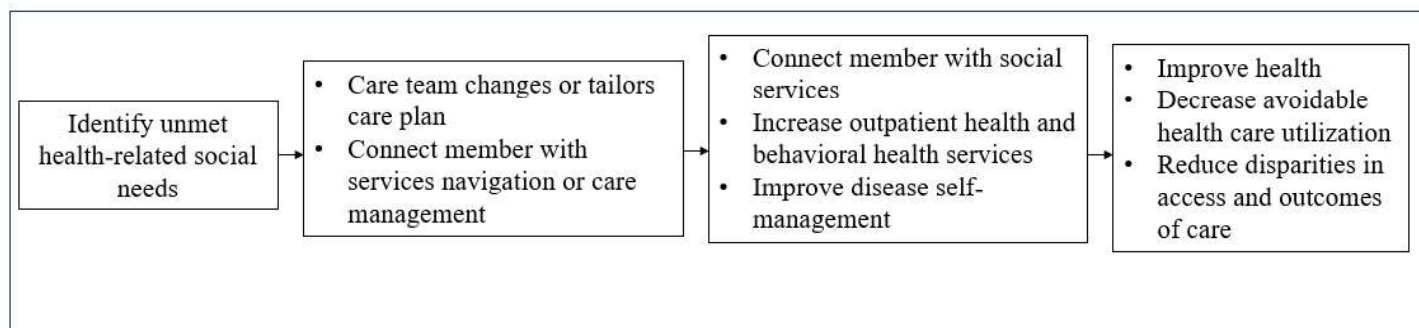 Identify unmet
health-related social
needs
• Care team changes or tailors
care plan
• Connect member with
services navigation or care
management
• Connect member with social
services
• Increase outpatient health and
behavioral health services
• Improve disease self-
management
• Improve health
• Decrease avoidable
health care utilization
• Reduce disparities in
access and outcomes
of care